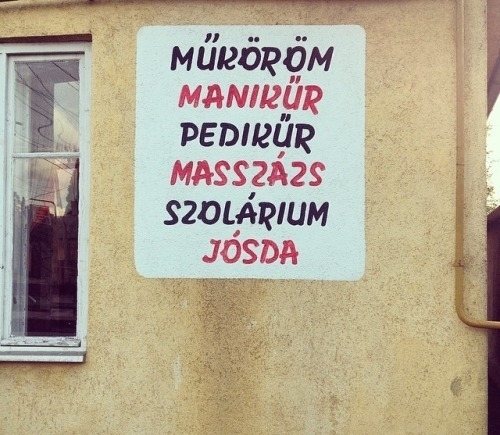 MŰKÖRÖM
MANIKŰR
PEDIKŰR
MASSZÁZS
SZOLÁRIUM
JÓSDA